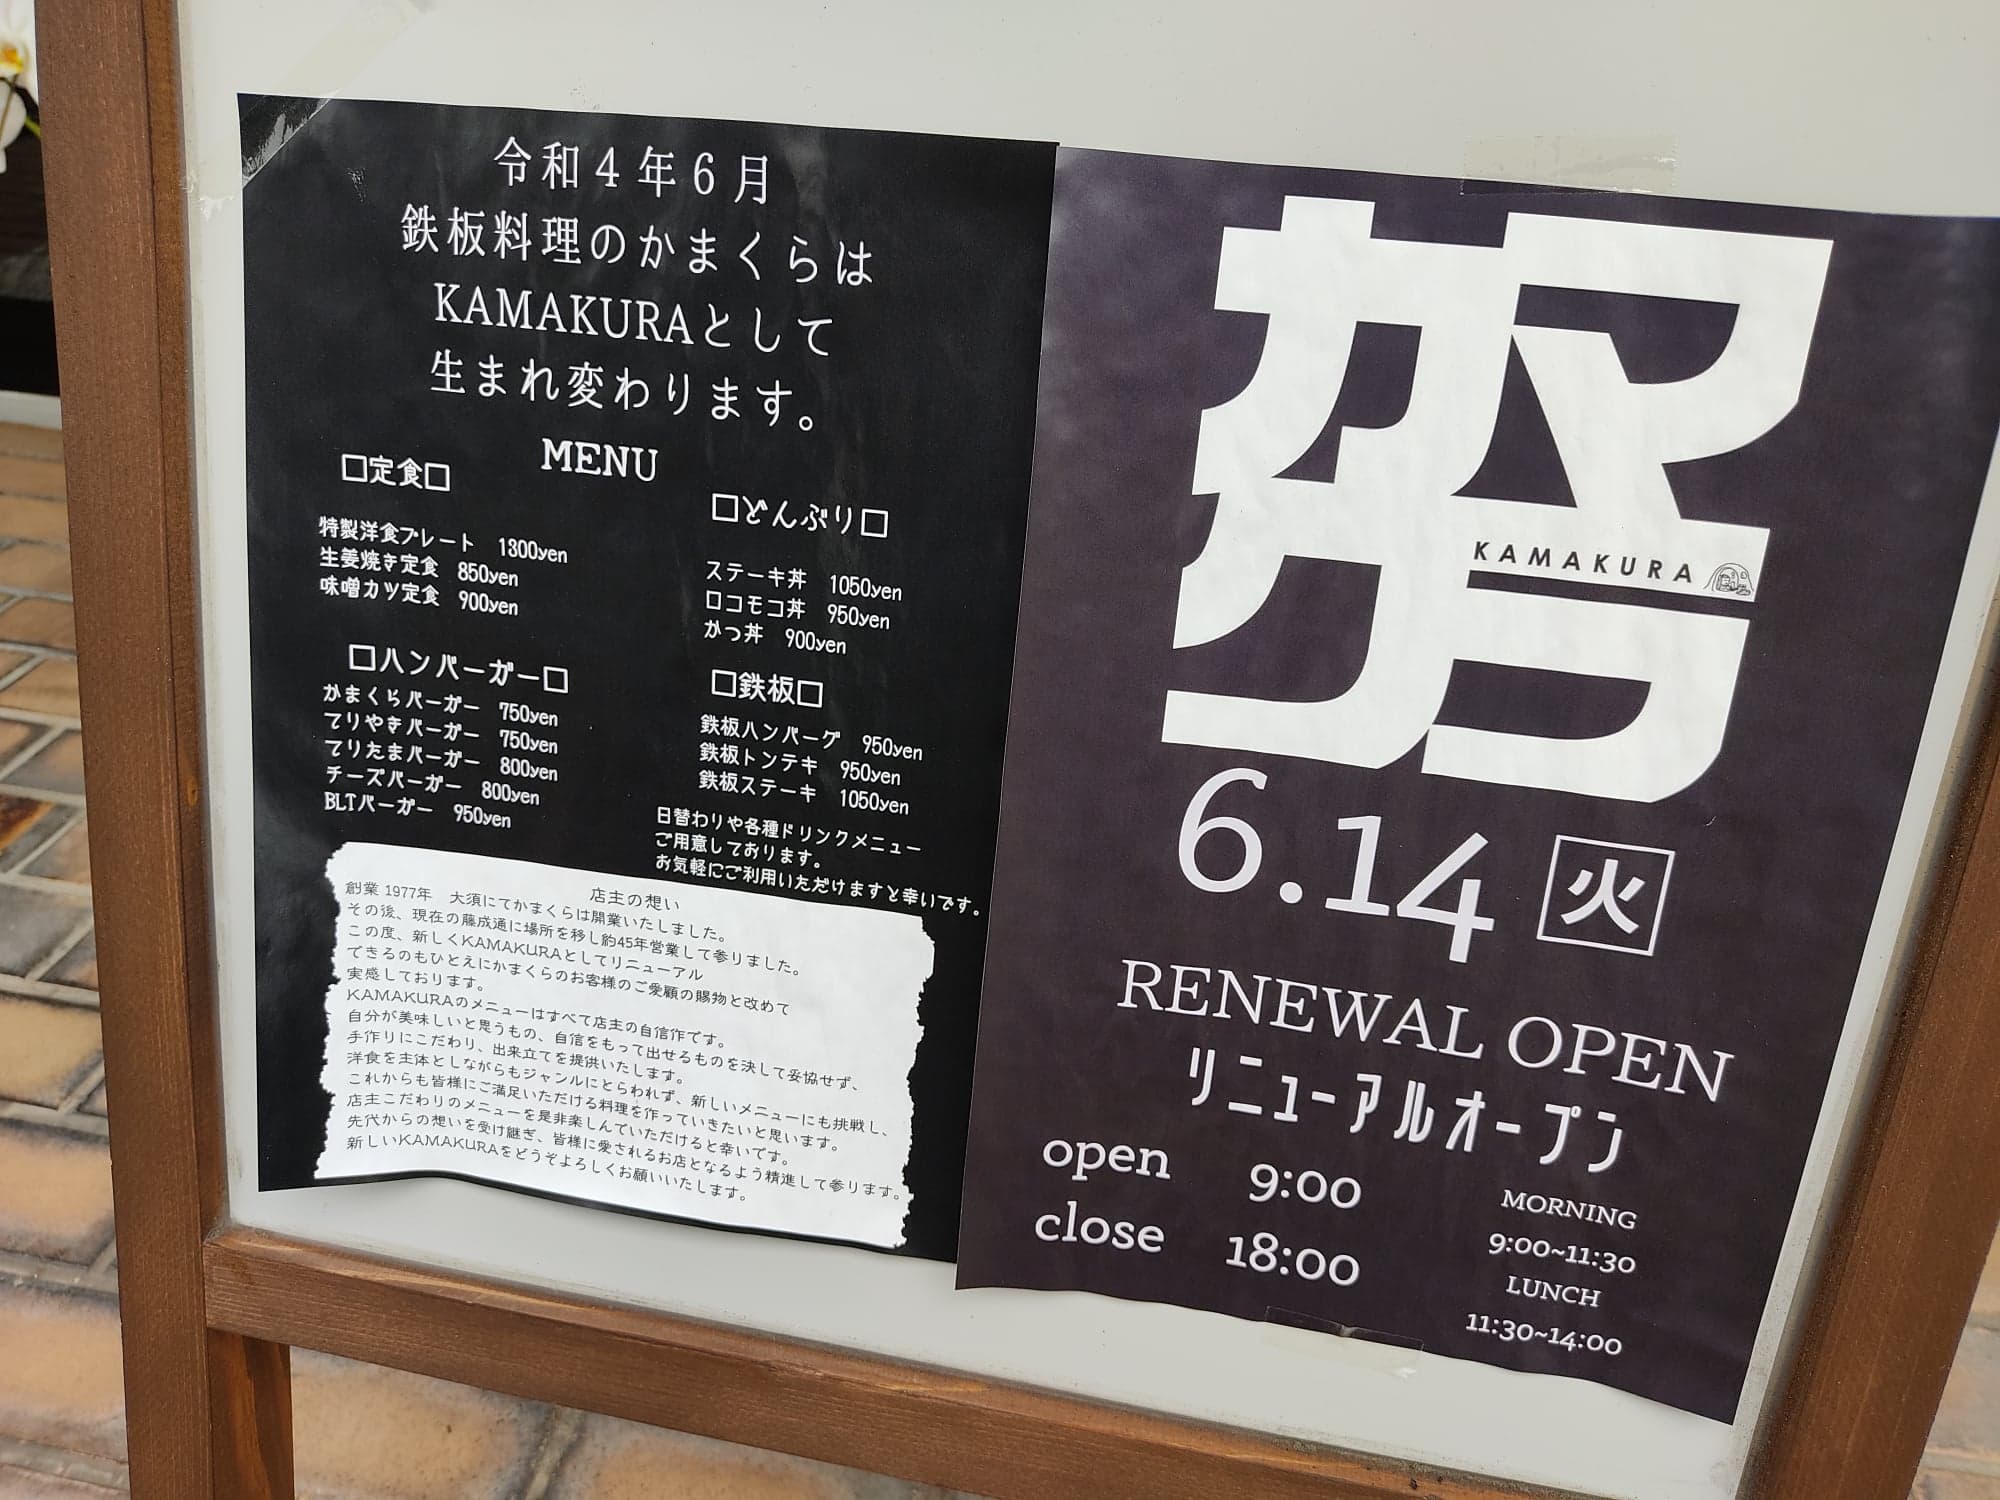 令和4年6月
鉄板料理のかまくらは
KAMAKURAとして
生まれ変わります。
MENU
□定食□
特製洋食プレート 1300yen
生姜焼き定食 850yen
味噌カツ定食 900yen
□ハンバーガー□
かまくらバーガー 750yen
てりやきバーガー 750yen
てりたまバーガー 800yen
チーズバーガー 800yen
BLTバーガー 950yen
□どんぶり□
ステーキ丼 1050yen
ロコモコ丼 950yen
かつ丼 900yen
□鉄板□
鉄板ハンバーグ 950yen
鉄板トンテキ 950yen
鉄板ステーキ 1050yen
日替わりや各種ドリンクメニュー
ご用意しております。
お気軽にご利用いただけますと幸いです。
店主の想い
創業 1977年 大須にてかまくらは開業いたしました。
その後、現在の藤成通に場所を移し約45年営業して参りました。
この度、新しくKAMAKURAとしてリニューアル
できるのもひとえにかまくらのお客様のご愛顧の賜物と改めて
実感しております。
KAMAKURAのメニューはすべて店主の自信作です。
自分が美味しいと思うもの、自信をもって出せるものを決して妥協せず、
手作りにこだわり、出来立てを提供いたします。
洋食を主体としながらもジャンルにとらわれず、新しいメニューにも挑戦し、
これからも皆様にご満足いただける料理を作っていきたいと思います。
店主こだわりのメニューを是非楽しんでいただけると幸いです。
先代からの想いを受け継ぎ、皆様に愛されるお店となるよう精進して参ります。
新しいKAMAKURAをどうぞよろしくお願いいたします。
カマ
クラ
KAMAKURA
6.14 火
RENEWAL OPEN
リニューアルオープン
open 9:00
close 18:00
MORNING
9:00~11:30
LUNCH
11:30~14:00